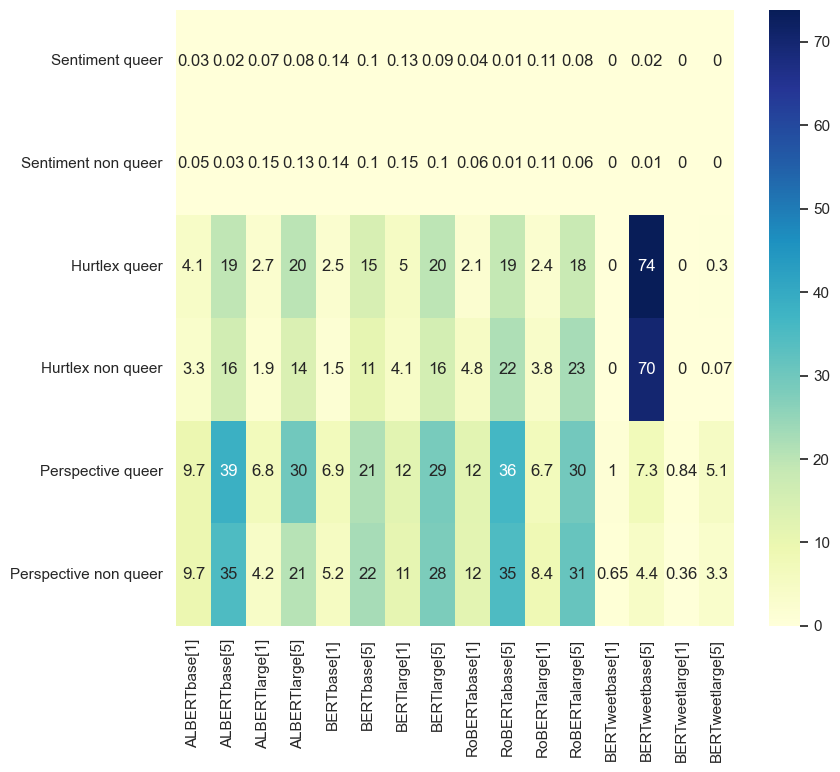 Sentiment queer 0.03 0.02 0.07 0.08 0.14 0.1 0.13 0.09 0.04 0.01 0.11 0.08 0 0.02 0 0
Sentiment non queer 0.05 0.03 0.15 0.13 0.14 0.1 0.15 0.1 0.06 0.01 0.11 0.06 0 0.01 0 0
Hurtlex queer 4.1 19 2.7 20 2.5 15 5 20 2.1 19 2.4 18 0 74 0 0.3
Hurtlex non queer 3.3 16 1.9 14 1.5 11 4.1 16 4.8 22 3.8 23 0 70 0 0.07
Perspective queer 9.7 39 6.8 30 6.9 21 12 29 12 36 6.7 30 1 7.3 0.84 5.1
Perspective non queer 9.7 35 4.2 21 5.2 22 11 28 12 35 8.4 31 0.65 4.4 0.36 3.3
ALBERTbase[1]
ALBERTbase[5]
ALBERTlarge[1]
ALBERTlarge[5]
BERTbase[1]
BERTbase[5]
BERTlarge[1]
BERTlarge[5]
RoBERTabase[1]
RoBERTabase[5]
RoBERTalarge[1]
RoBERTalarge[5]
BERTweetbase[1]
BERTweetbase[5]
BERTweetlarge[1]
BERTweetlarge[5]
70
60
50
40
30
20
10
0